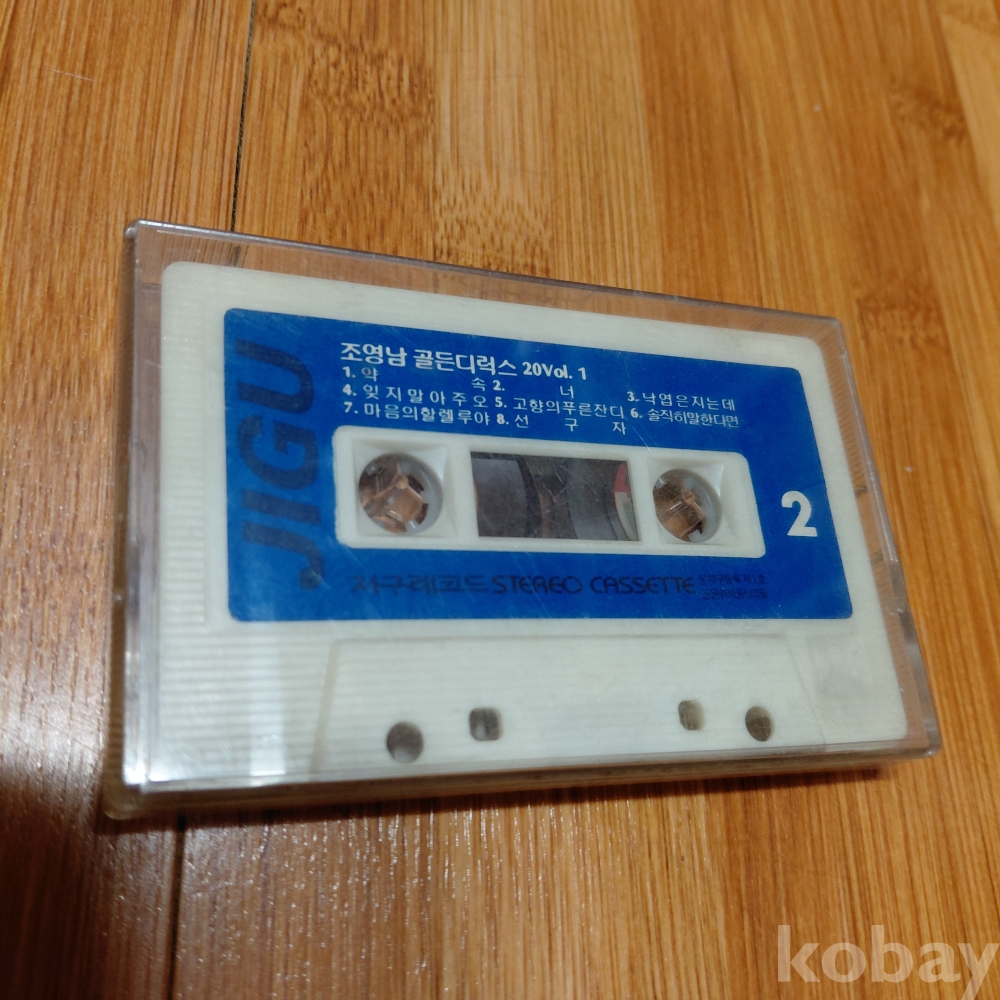 조영남 골든디럭스 20Vol. 1
1. 약 속 2. 너 3. 낙엽은지는데
4. 잊지말아주오 5. 고향의푸른잔디 6. 솔직히말한다면
7. 마음의할렐루야 8. 선 구 자
JIGU
2
지구레코드 STEREO CASSETTE
kobay